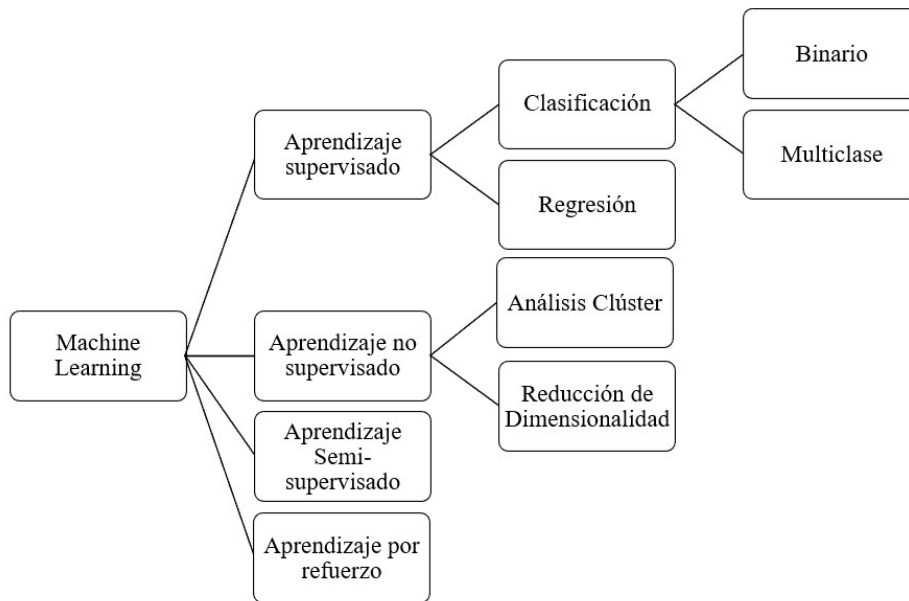 Machine
Learning
Aprendizaje
supervisado
Clasificación
Binario
Multiclase
Regresión
Aprendizaje no
supervisado
Análisis Clúster
Reducción de
Dimensionalidad
Aprendizaje
Semi-
supervisado
Aprendizaje por
refuerzo